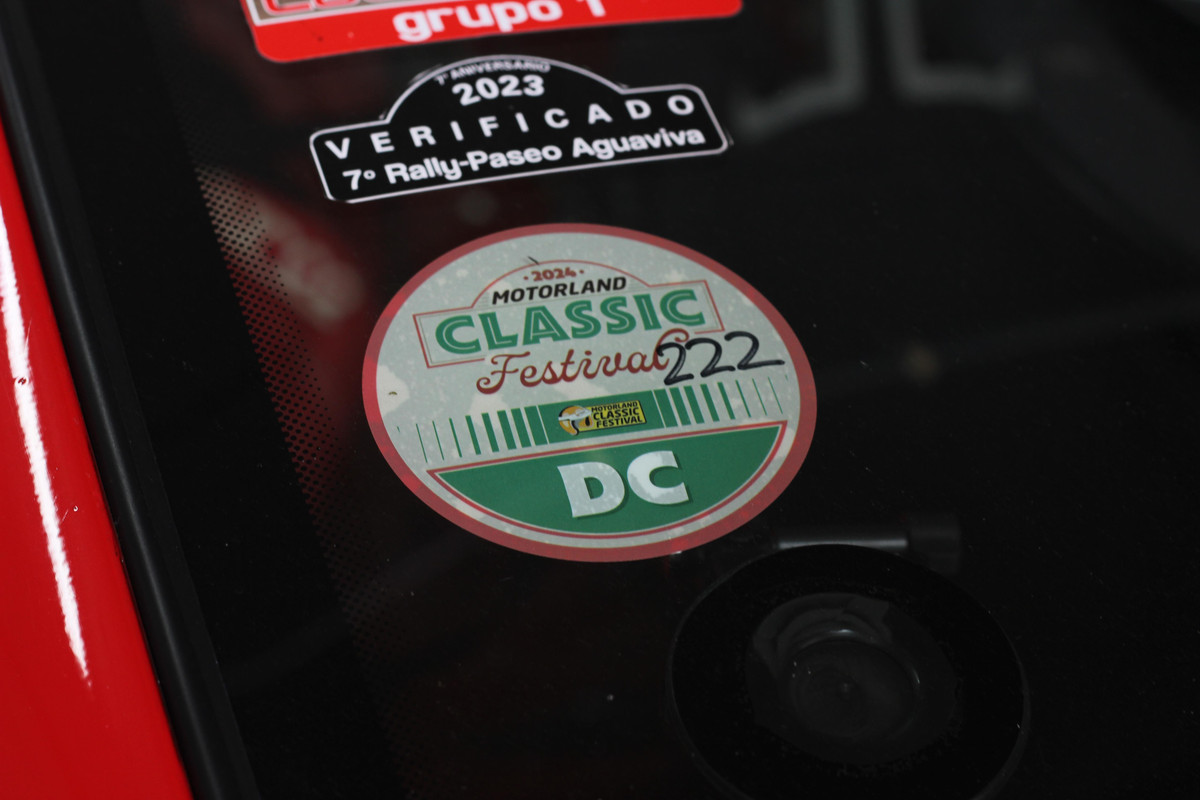 grupo 1
7º ANIVERSARIO
2023
VERIFICADO
7º Rally-Paseo Aguaviva
· 2024 ·
MOTORLAND
CLASSIC
Festival 222
MOTORLAND
CLASSIC
FESTIVAL
DC